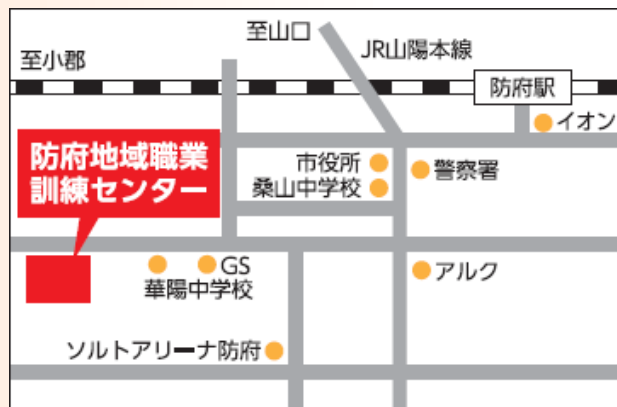 至山口
JR山陽本線
至小郡
防府駅
イオン
防府地域職業
訓練センター
市役所
警察署
桑山中学校
GS
アルク
華陽中学校
ソルトアリーナ防府